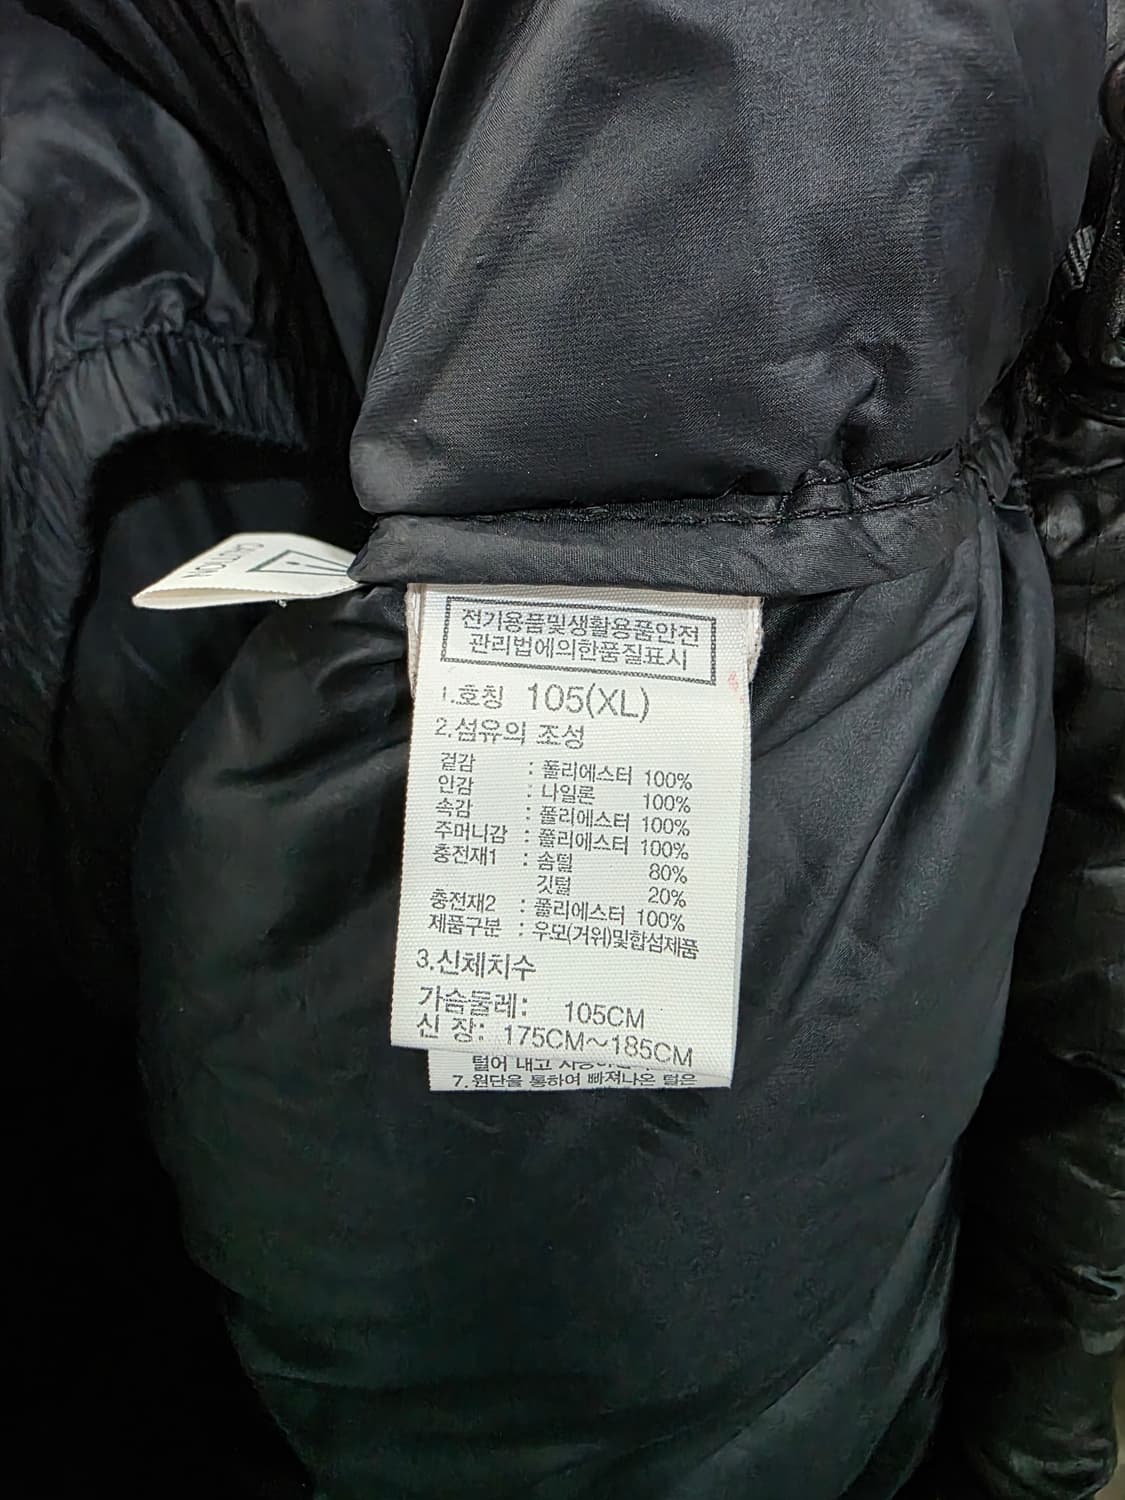 CAUTION
전기용품및생활용품안전
관리법에의한품질표시
1.호칭 105(XL)
2.섬유의 조성
겉감 : 폴리에스터 100%
안감 : 나일론 100%
속감 : 폴리에스터 100%
주머니감 : 폴리에스터 100%
충전재1 : 솜털 80%
깃털 20%
충전재2 : 폴리에스터 100%
제품구분 : 우모(거위)및합섬제품
3.신체치수
가슴둘레: 105CM
신 장: 175CM~185CM
털어 내고
7.원단을 통하여 빠져나온 털은